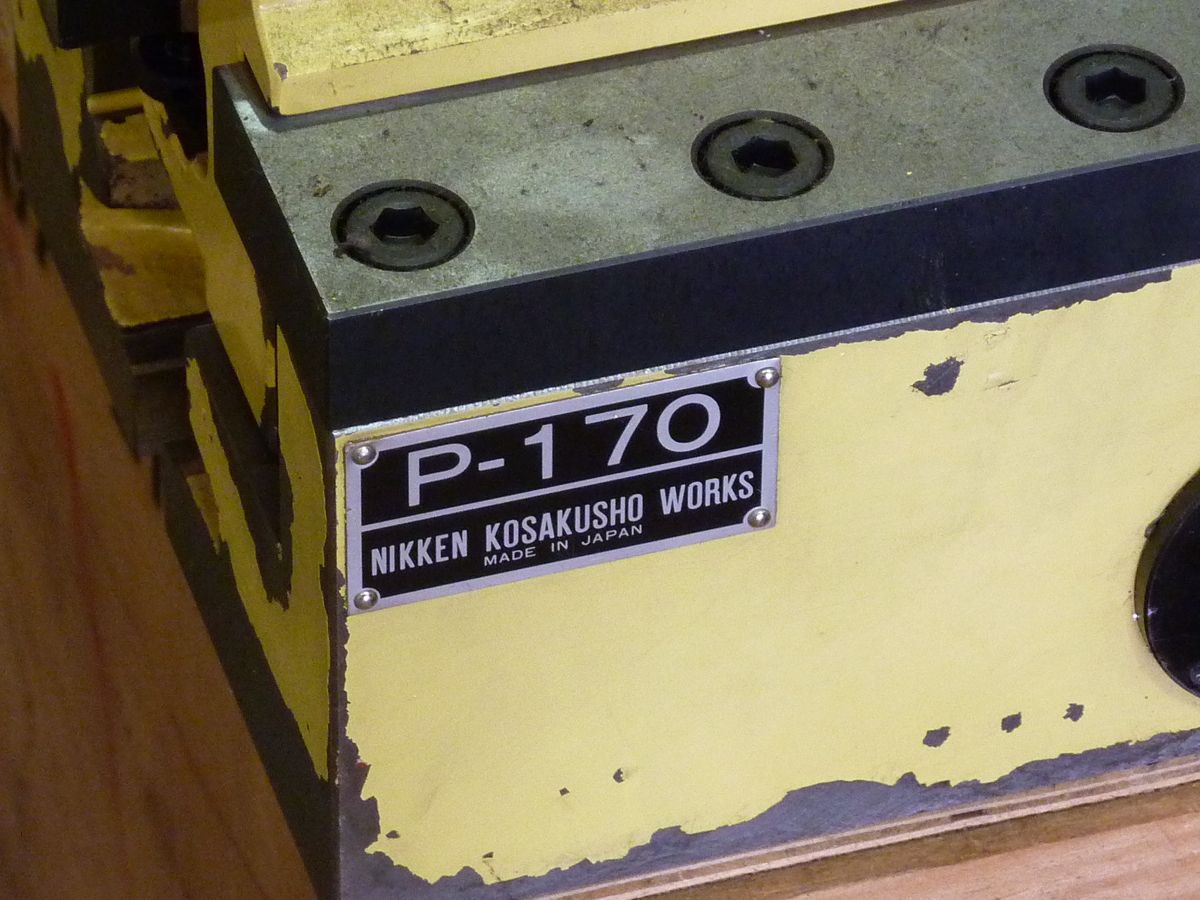 P-170
NIKKEN KOSAKUSHO WORKS
MADE IN JAPAN